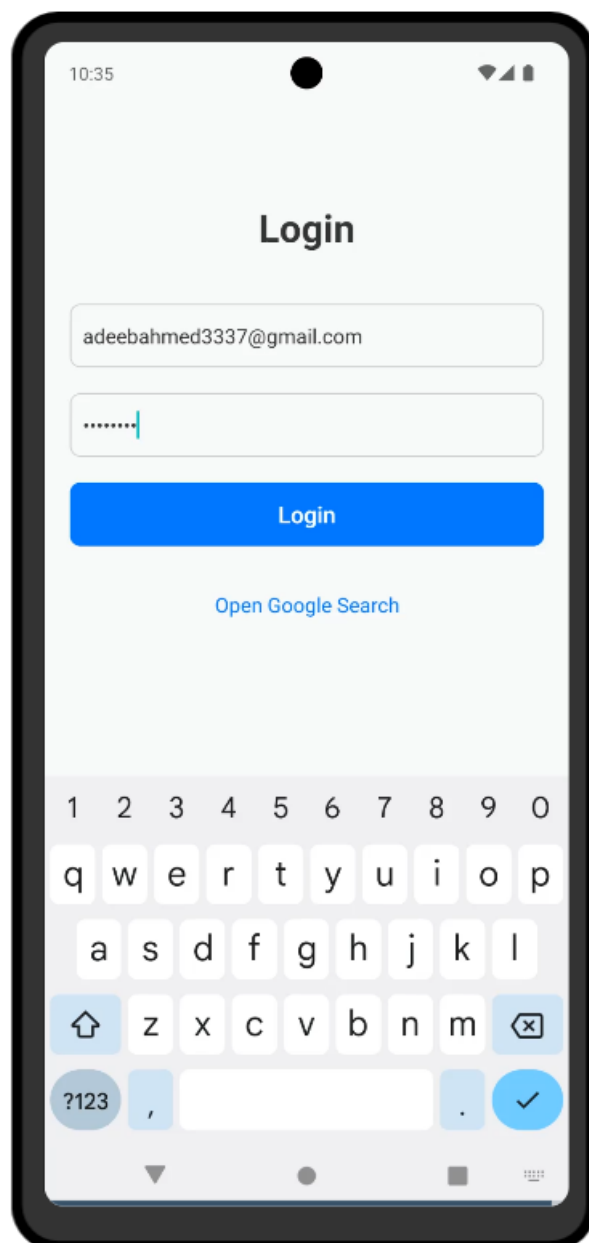 10:35
Login
adeebahmed3337@gmail.com
••••••••
Login
Open Google Search
1 2 3 4 5 6 7 8 9 0
q w e r t y u i o p
a s d f g h j k l
z x c v b n m
?123 , .